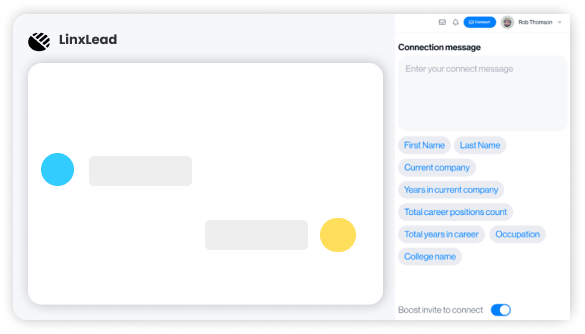 LinxLead
Connect
Rob Thomson
Connection message
Enter your connect message
First Name
Last Name
Current company
Years in current company
Total career positions count
Total years in career
Occupation
College name
Boost invite to connect